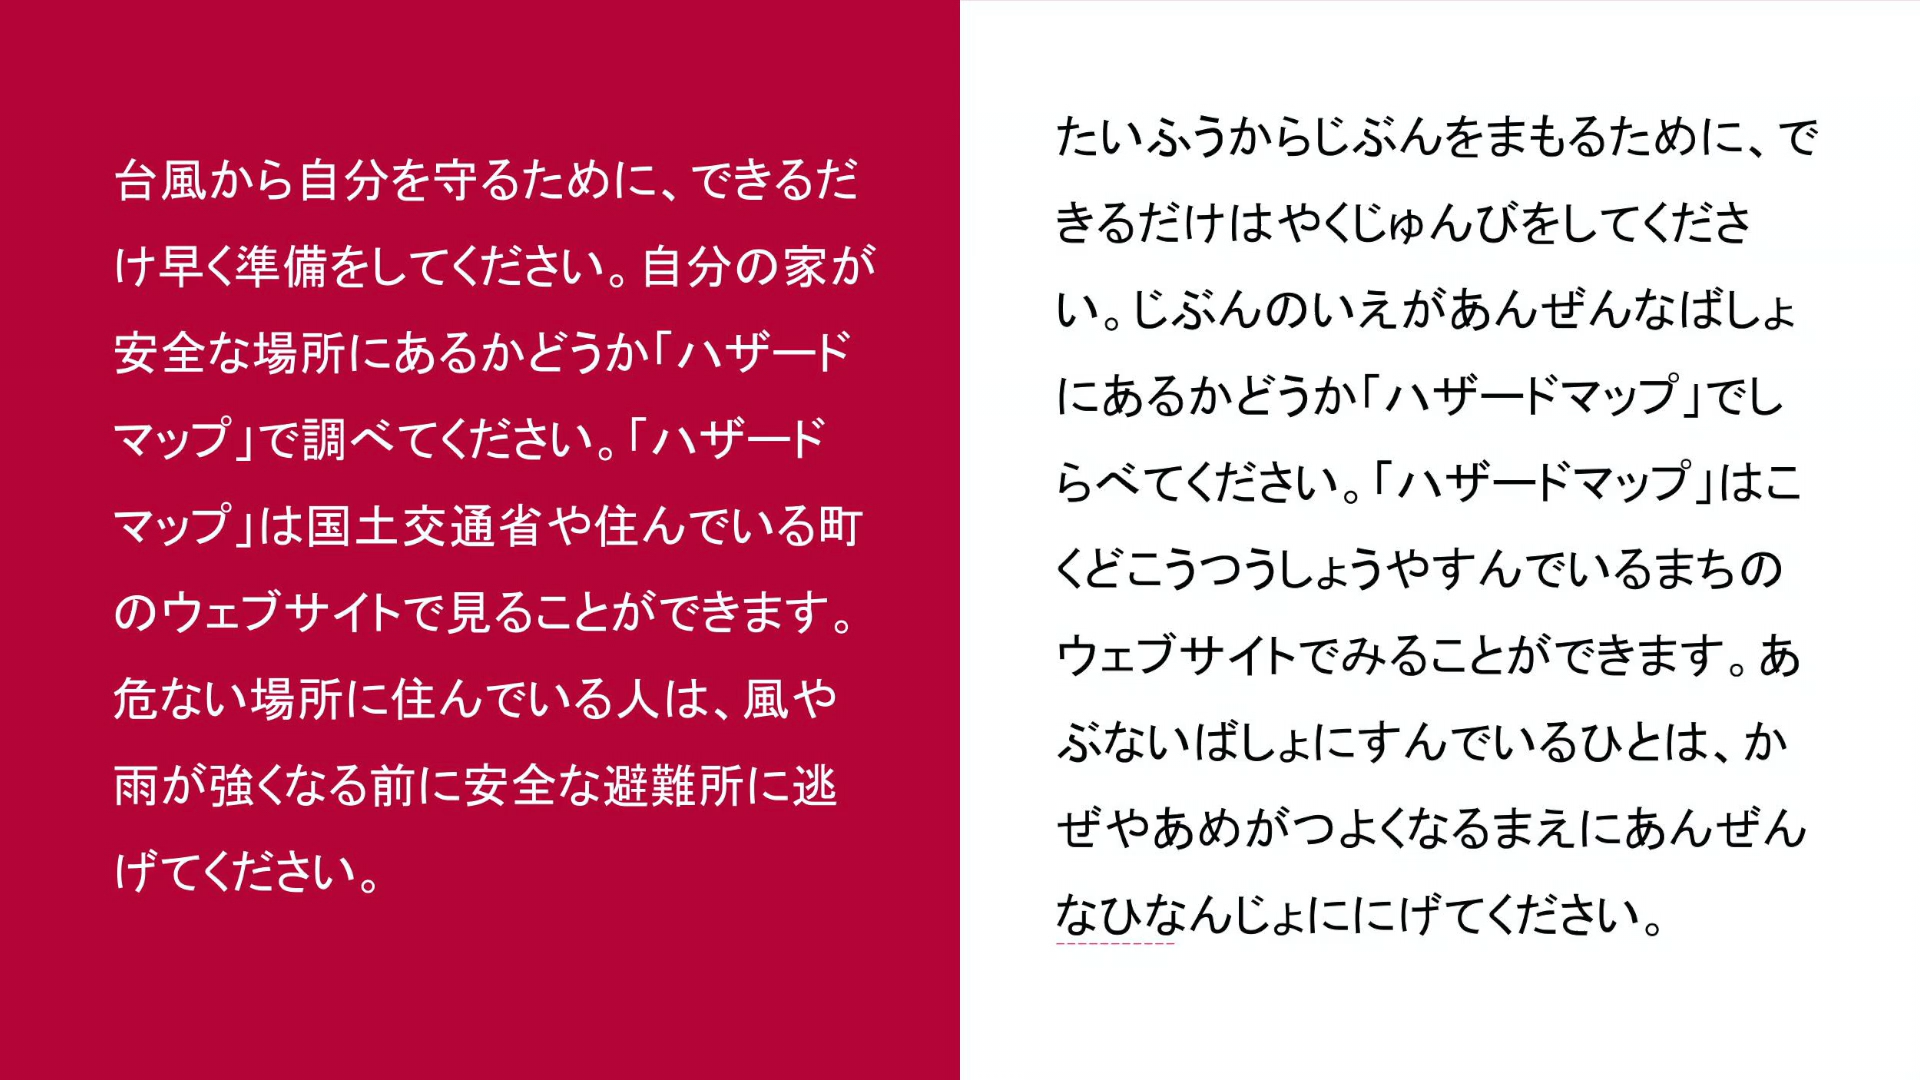 台風から自分を守るために、できるだ
け早く準備をしてください。自分の家が
安全な場所にあるかどうか「ハザード
マップ」で調べてください。「ハザード
マップ」は国土交通省や住んでいる町
のウェブサイトで見ることができます。
危ない場所に住んでいる人は、風や
雨が強くなる前に安全な避難所に逃
げてください。
たいふうからじぶんをまもるために、で
きるだけはやくじゅんびをしてくださ
い。じぶんのいえがあんぜんなばしょ
にあるかどうか「ハザードマップ」でし
らべてください。「ハザードマップ」はこ
くどこうつうしょうやすんでいるまちの
ウェブサイトでみることができます。あ
ぶないばしょにすんでいるひとは、か
ぜやあめがつよくなるまえにあんぜん
なひなんじょににげてください。